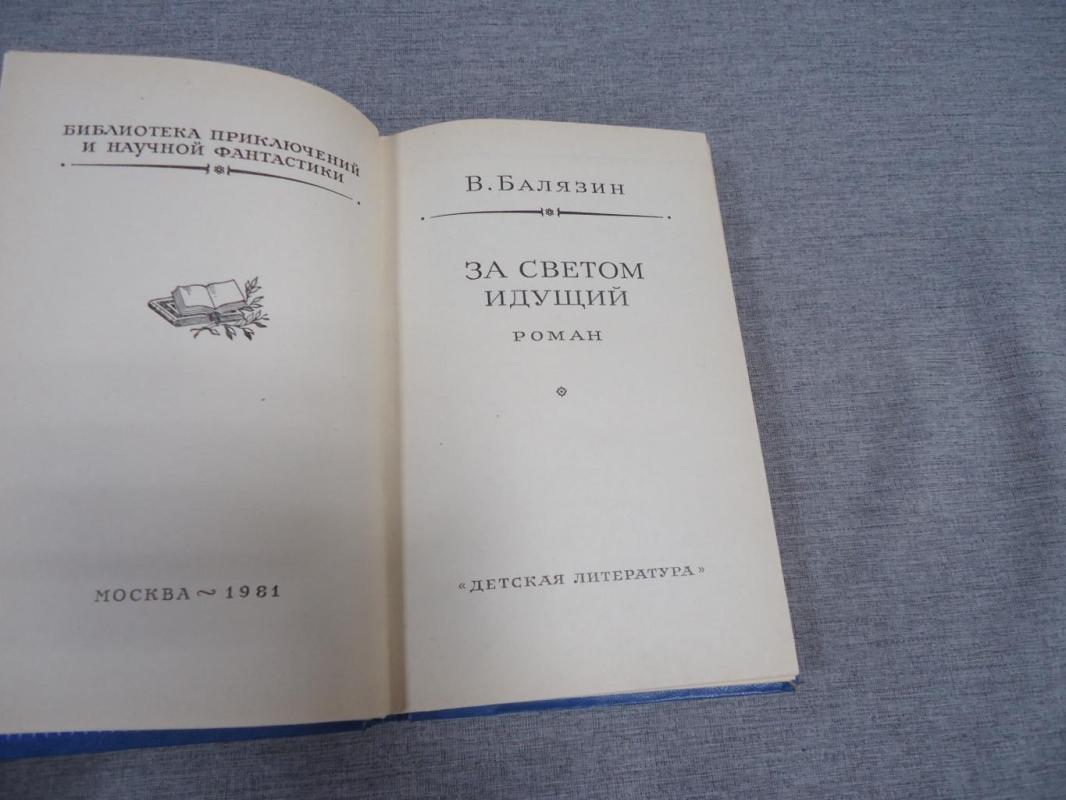 БИБЛИОТЕКА ПРИКЛЮЧЕНИЙ
И НАУЧНОЙ ФАНТАСТИКИ
МОСКВА ~ 1981
В. БАЛЯЗИН
ЗА СВЕТОМ
ИДУЩИЙ
РОМАН
«ДЕТСКАЯ ЛИТЕРАТУРА»